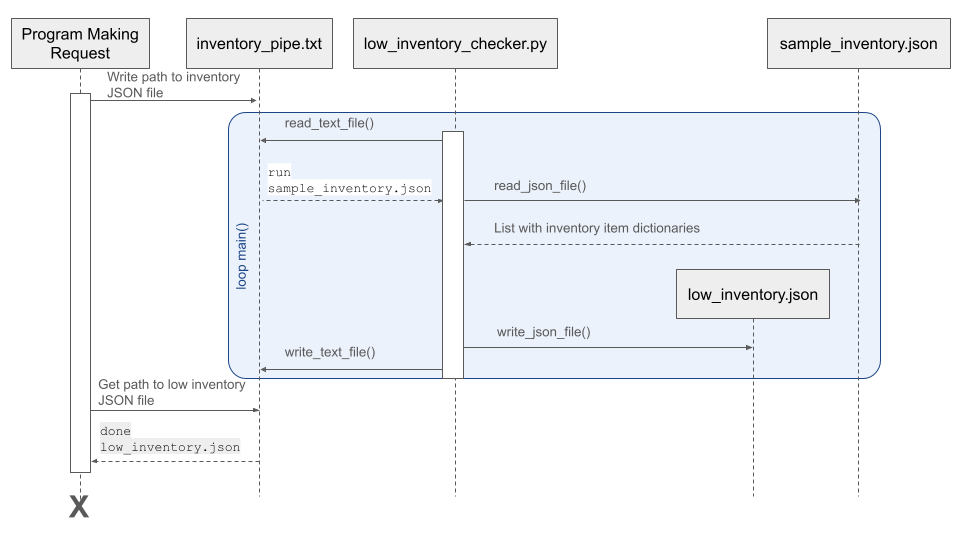 Program Making
Request
inventory_pipe.txt
low_inventory_checker.py
sample_inventory.json
Write path to inventory
JSON file
read_text_file()
run
sample_inventory.json
read_json_file()
List with inventory item dictionaries
loop main()
low_inventory.json
write_json_file()
write_text_file()
Get path to low inventory
JSON file
done
low_inventory.json
X